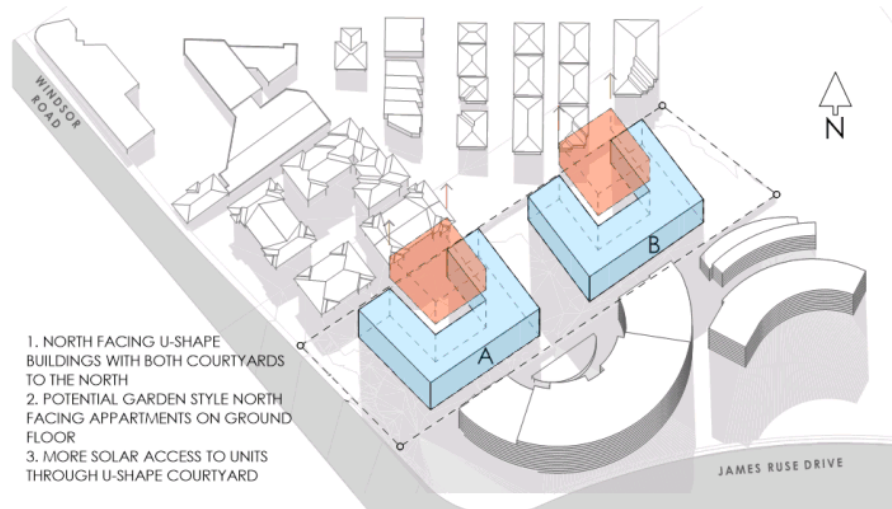 WINDSOR
ROAD
N
B
A
1. NORTH FACING U-SHAPE
BUILDINGS WITH BOTH COURTYARDS
TO THE NORTH
2. POTENTIAL GARDEN STYLE NORTH
FACING APPARTMENTS ON GROUND
FLOOR
3. MORE SOLAR ACCESS TO UNITS
THROUGH U-SHAPE COURTYARD
JAMES RUSE DRIVE